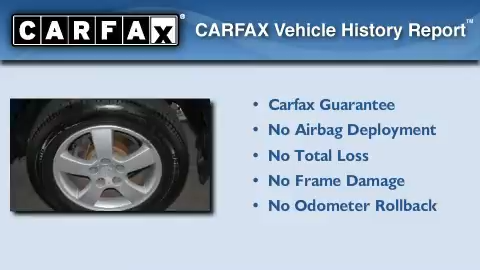 CARFAX® CARFAX Vehicle History Report™
• Carfax Guarantee
• No Airbag Deployment
• No Total Loss
• No Frame Damage
• No Odometer Rollback